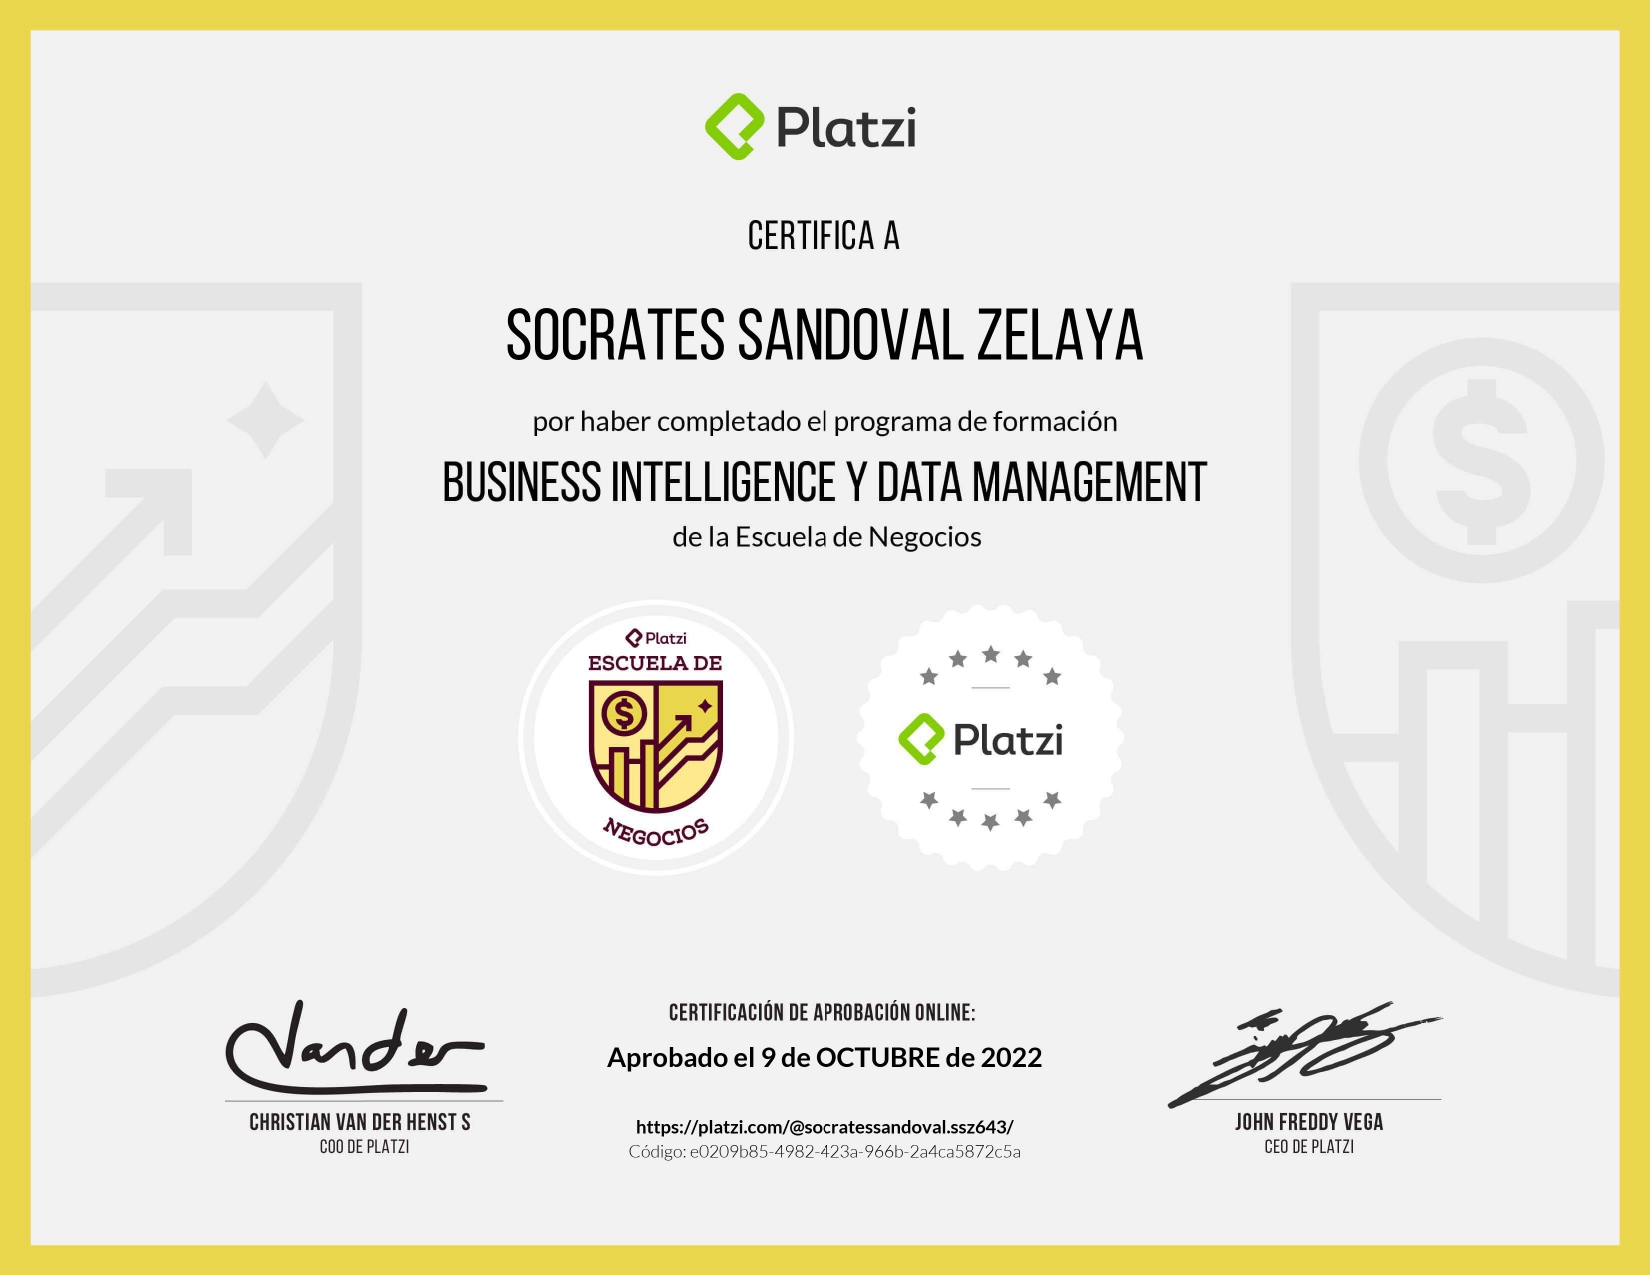 Platzi
CERTIFICA A
SOCRATES SANDOVAL ZELAYA
por haber completado el programa de formación
BUSINESS INTELLIGENCE Y DATA MANAGEMENT
de la Escuela de Negocios
Platzi
ESCUELA DE
NEGOCIOS
Platzi
Vander
CHRISTIAN VAN DER HENST S
COO DE PLATZI
CERTIFICACIÓN DE APROBACIÓN ONLINE:
Aprobado el 9 de OCTUBRE de 2022
https://platzi.com/@socratessandoval.ssz643/
Código: e0209b85-4982-423a-966b-2a4ca5872c5a
JOHN FREDDY VEGA
CEO DE PLATZI